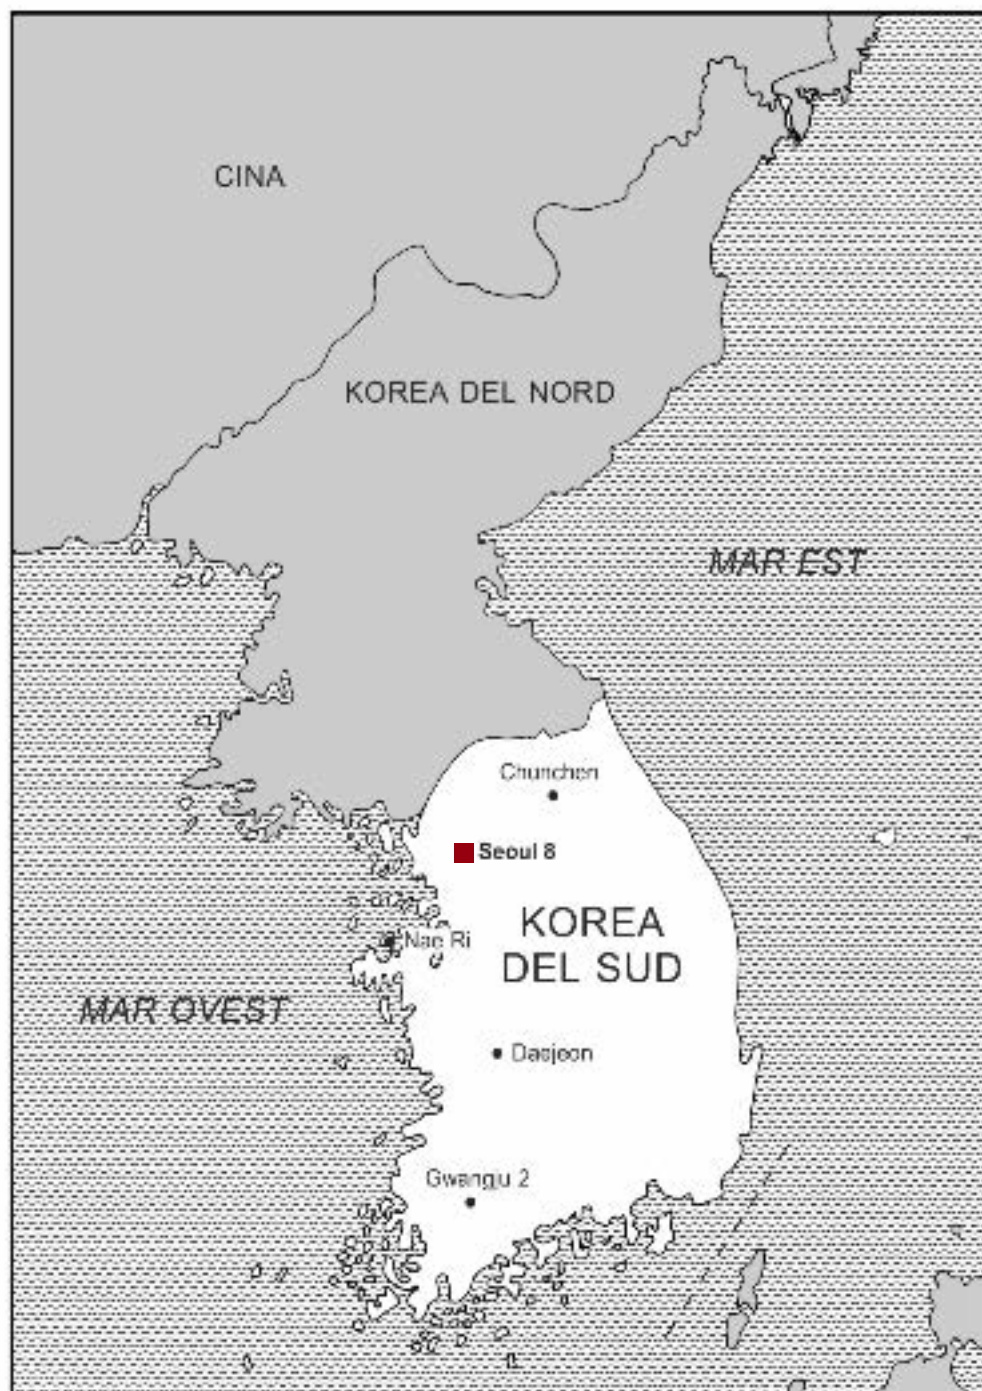 CINA
KOREA DEL NORD
MAR EST
Chunchen
Seoul 8
KOREA
DEL SUD
Nae Ri
MAR OVEST
Daejeon
Gwangju 2